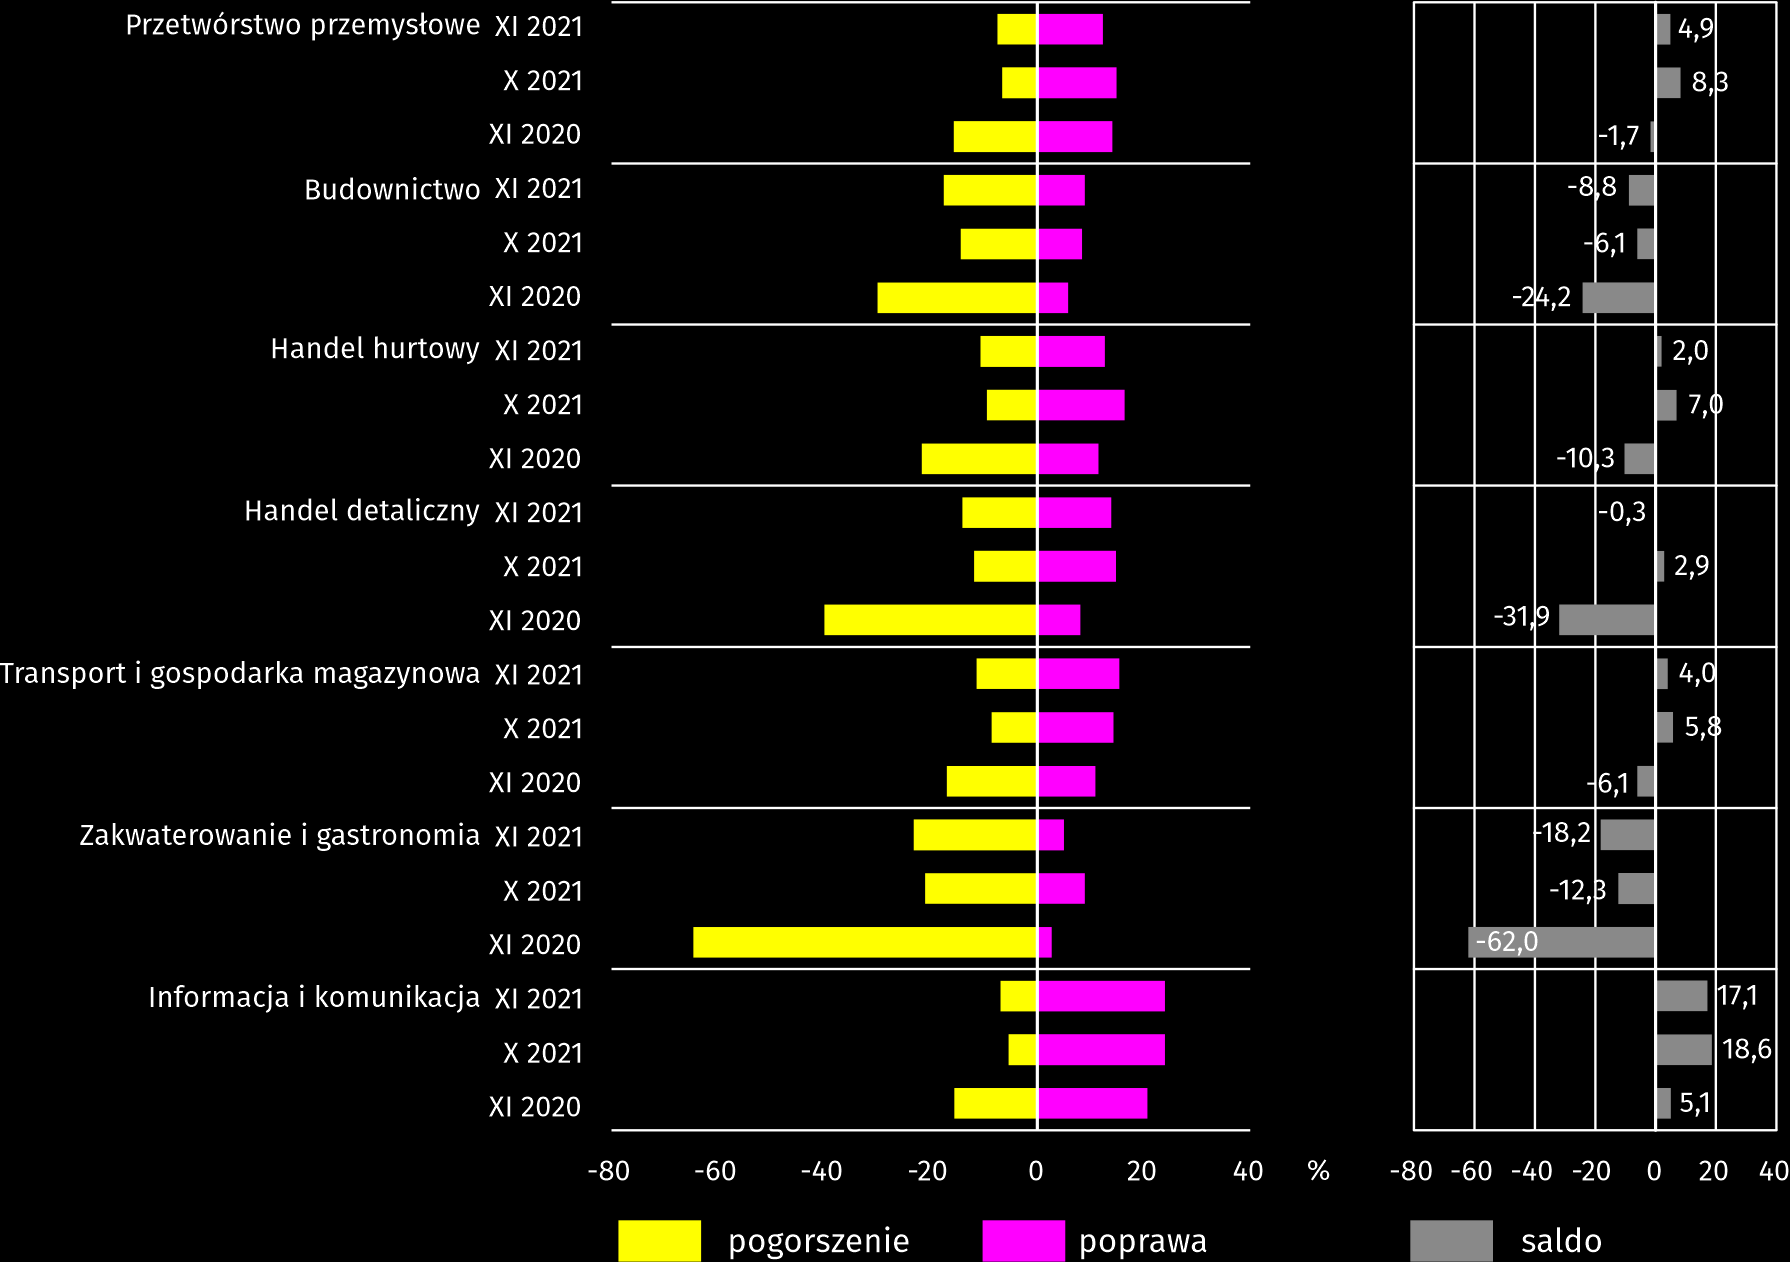 Przetwórstwo przemysłowe XI 2021 4,9
X 2021 8,3
XI 2020 -1,7
Budownictwo XI 2021 -8,8
X 2021 -6,1
XI 2020 -24,2
Handel hurtowy XI 2021 2,0
X 2021 7,0
XI 2020 -10,3
Handel detaliczny XI 2021 -0,3
X 2021 2,9
XI 2020 -31,9
Transport i gospodarka magazynowa XI 2021 4,0
X 2021 5,8
XI 2020 -6,1
Zakwaterowanie i gastronomia XI 2021 -18,2
X 2021 -12,3
XI 2020 -62,0
Informacja i komunikacja XI 2021 17,1
X 2021 18,6
XI 2020 5,1
-80 -60 -40 -20 0 20 40 % -80 -60 -40 -20 0 20 40
pogorszenie poprawa saldo